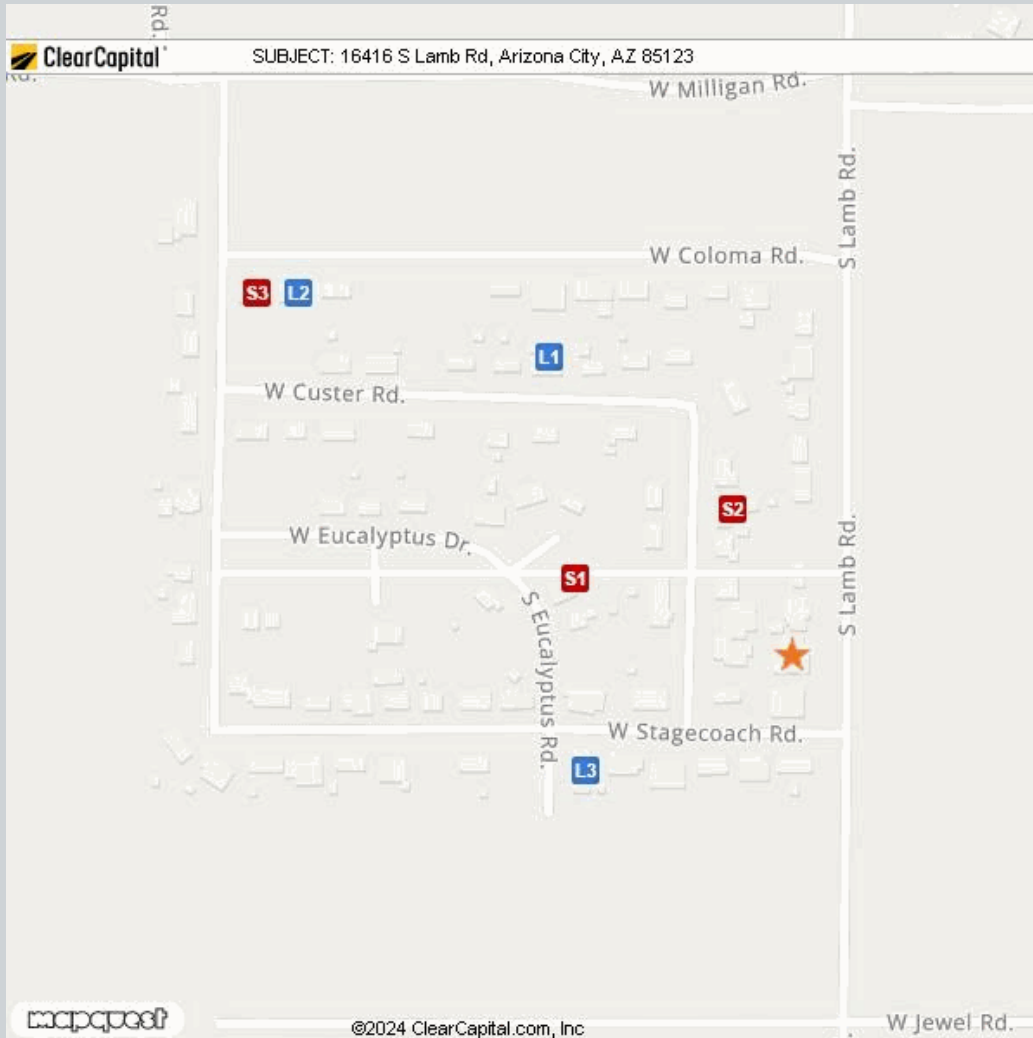 Rd.
ClearCapital
SUBJECT: 16416 S Lamb Rd, Arizona City, AZ 85123
W Milligan Rd.
S Lamb Rd.
W Coloma Rd.
S3
L2
L1
W Custer Rd.
S2
W Eucalyptus Dr.
S Lamb Rd.
S1
S Eucalyptus Rd.
W Stagecoach Rd.
L3
mapquest
©2024 ClearCapital.com, Inc
W Jewel Rd.